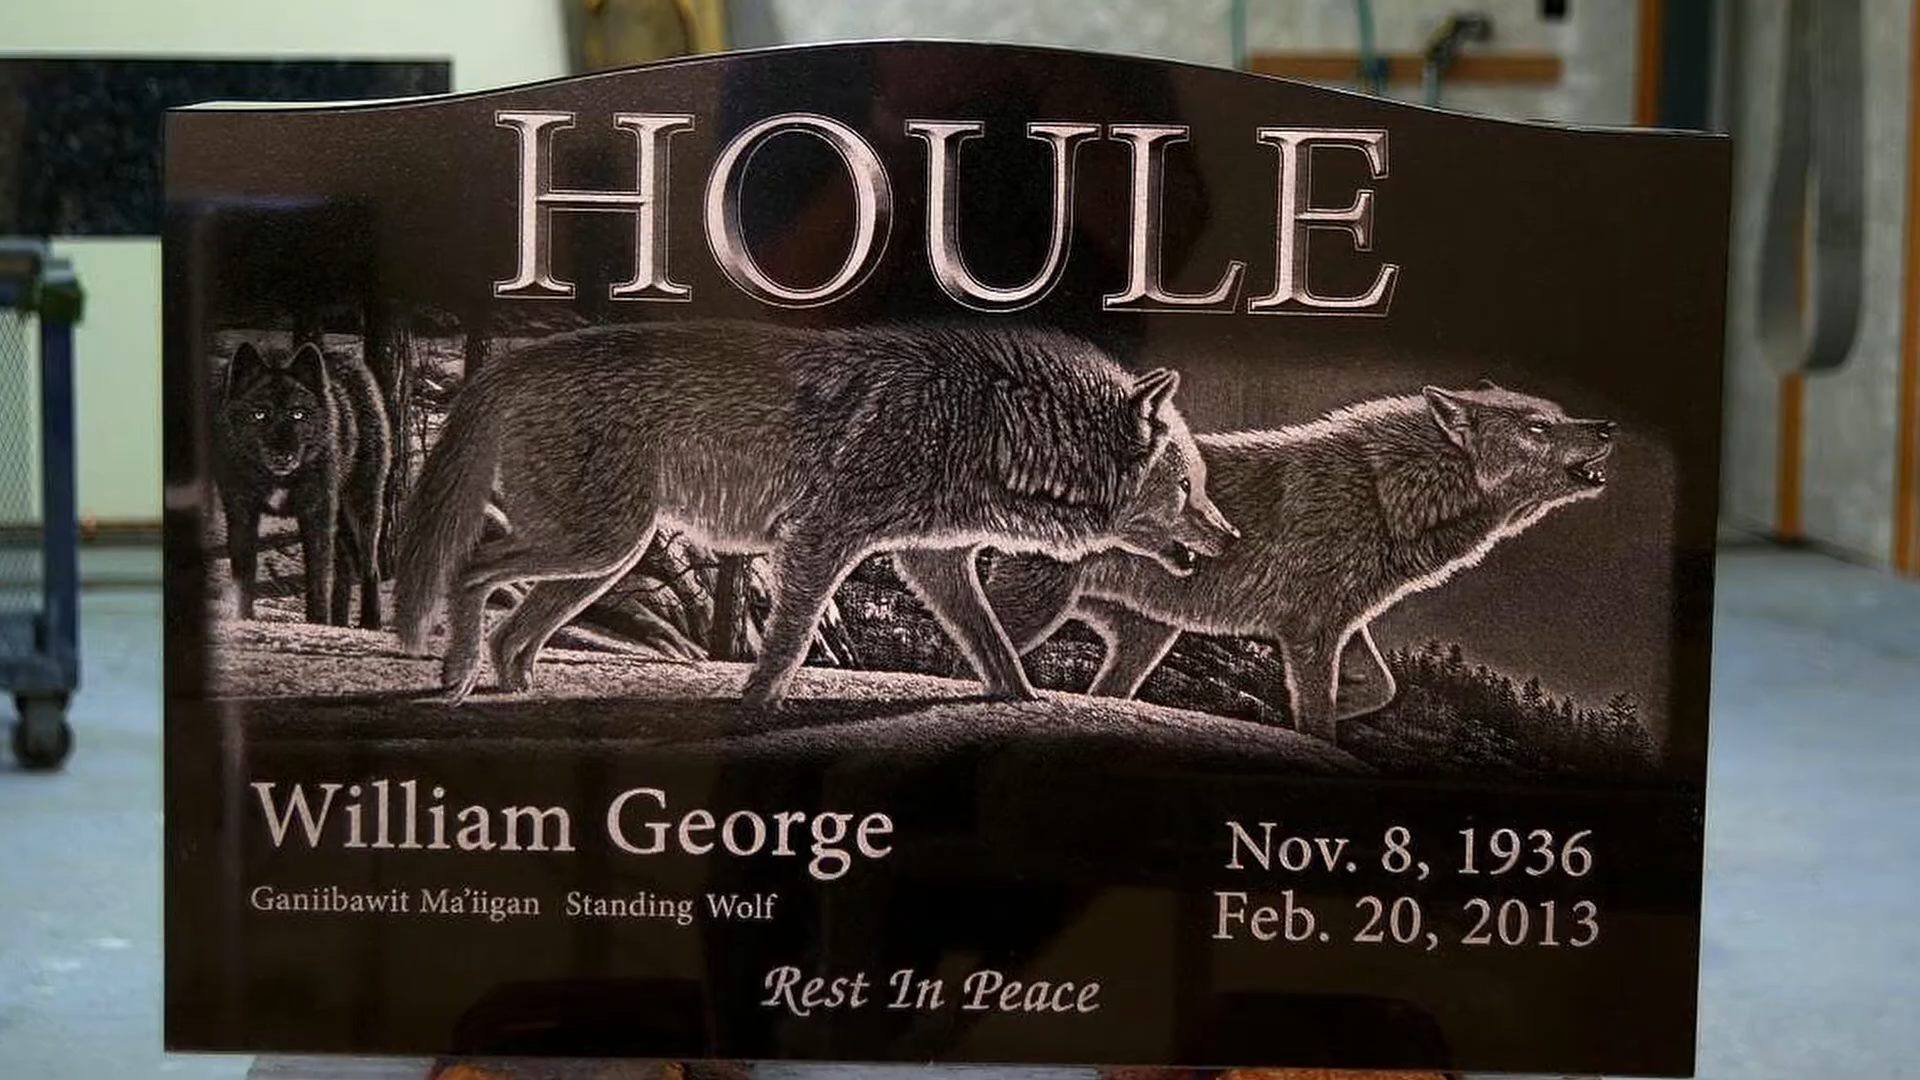 HOULE
William George
Nov. 8, 1936
Ganiibawit Ma'iigan Standing Wolf
Feb. 20, 2013
Rest In Peace